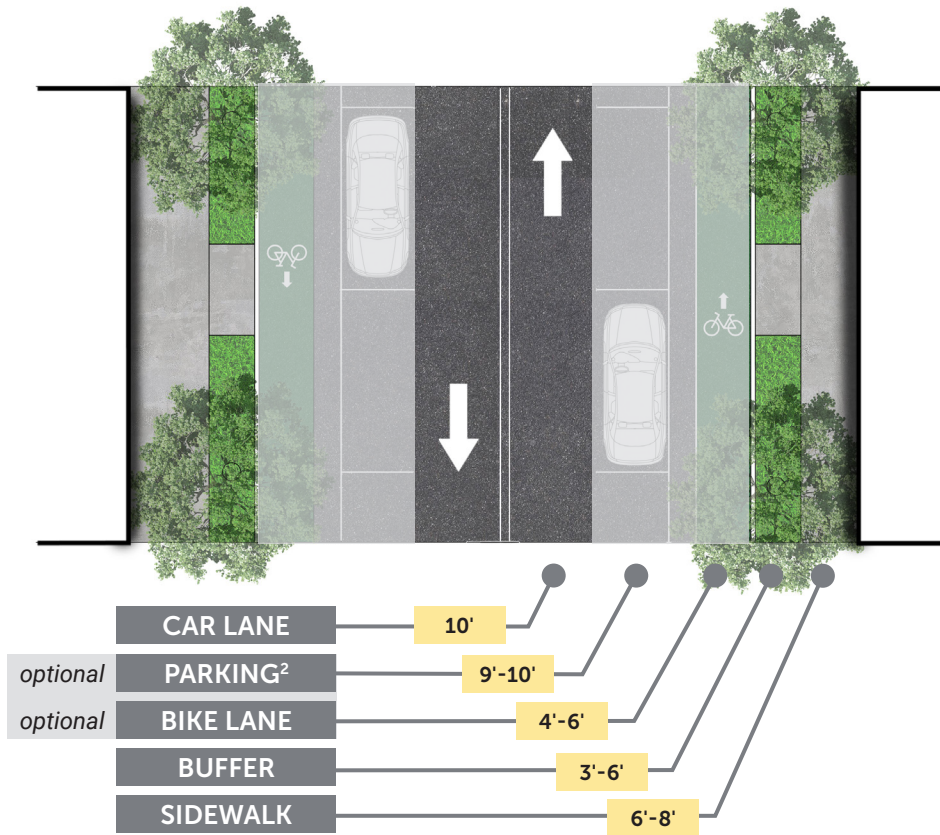 CAR LANE 10'
optional PARKING² 9'-10'
optional BIKE LANE 4'-6'
BUFFER 3'-6'
SIDEWALK 6'-8'